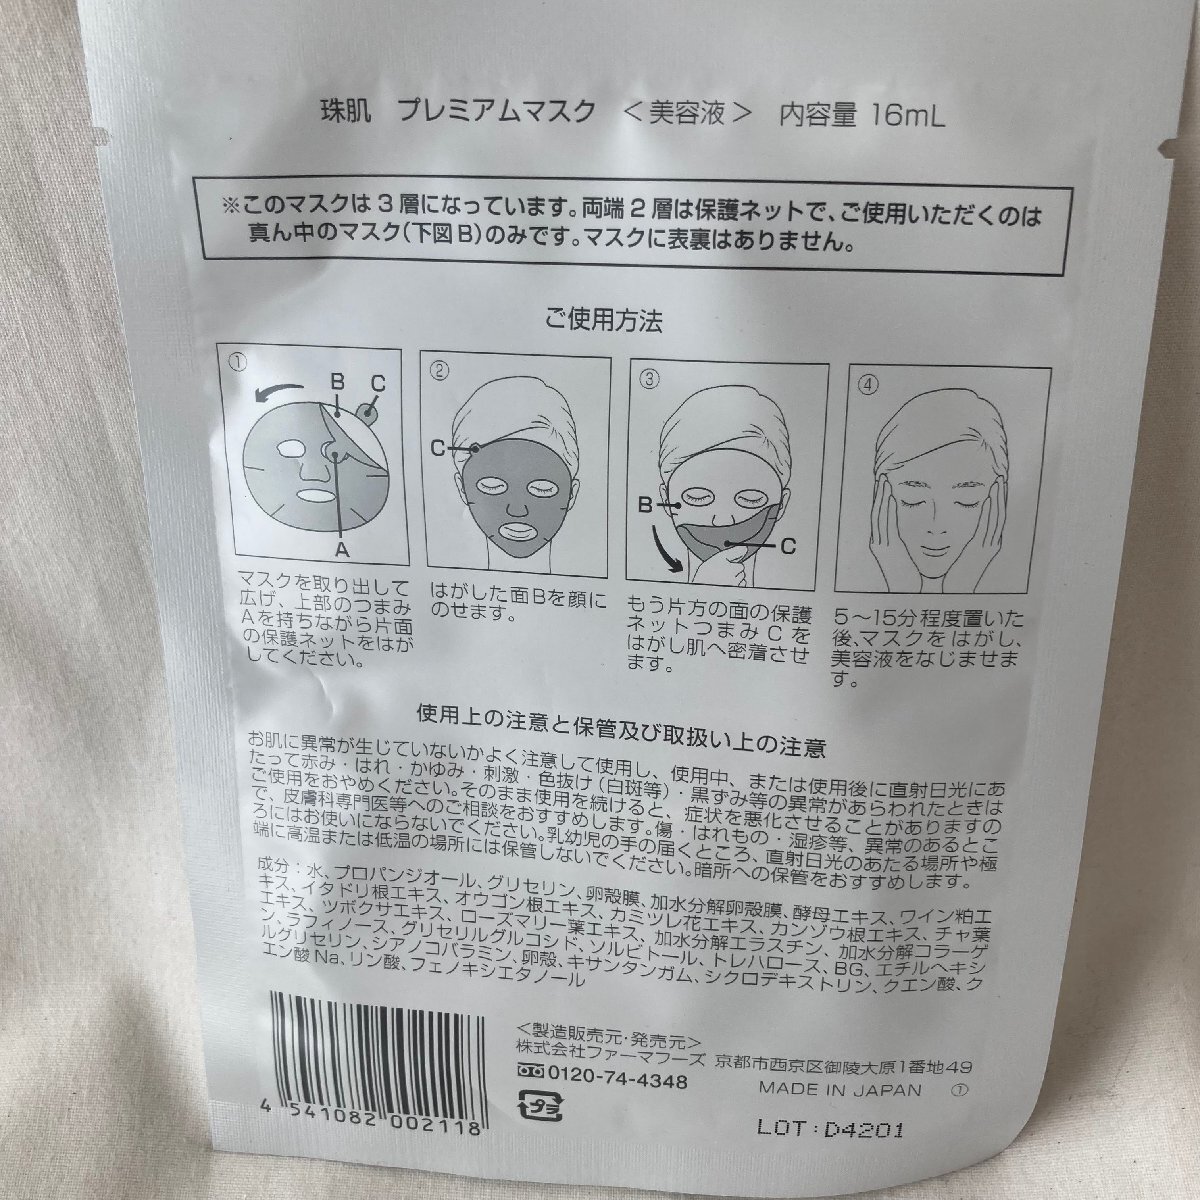 珠肌　プレミアムマスク　＜美容液＞　内容量 16mL
※このマスクは3層になっています。両端2層は保護ネットで、ご使用いただくのは
真ん中のマスク(下図B)のみです。マスクに表裏はありません。
ご使用方法
①
B
C
A
マスクを取り出して
広げ、上部のつまみ
Aを持ちながら片面
の保護ネットをはが
してください。
②
C
はがした面Bを顔に
のせます。
③
B
C
もう片方の面の保護
ネットつまみCを
はがし肌へ密着させ
ます。
④
5〜15分程度置いた
後、マスクをはがし、
美容液をなじませま
す。
使用上の注意と保管及び取扱い上の注意
お肌に異常が生じていないかよく注意して使用し、使用中、または使用後に直射日光にあ
たって赤み・はれ・かゆみ・刺激・色抜け(白斑等)・黒ずみ等の異常があらわれたときは
ご使用をおやめください。そのまま使用を続けると、症状を悪化させることがありますの
で、皮膚科専門医等へのご相談をおすすめします。傷・はれもの・湿疹等、異常のあるとこ
ろにはお使いにならないでください。乳幼児の手の届くところ、直射日光のあたる場所や極
端に高温または低温の場所には保管しないでください。暗所への保管をおすすめします。
成分：水、プロパンジオール、グリセリン、卵殻膜、加水分解卵殻膜、酵母エキス、ワイン粕エ
キス、イタドリ根エキス、オウゴン根エキス、カミツレ花エキス、カンゾウ根エキス、チャ葉
エキス、ツボクサエキス、ローズマリー葉エキス、加水分解エラスチン、加水分解コラーゲ
ン、ラフィノース、グリセリルグルコシド、ソルビトール、トレハロース、BG、エチルヘキシ
ルグリセリン、シアノコバラミン、卵殻、キサンタンガム、シクロデキストリン、クエン酸、ク
エン酸Na、リン酸、フェノキシエタノール
4 541082 002118
＜製造販売元・発売元＞
株式会社ファーマフーズ 京都市西京区御陵大原1番地49
0120-74-4348
MADE IN JAPAN ①
プラ
LOT：D4201